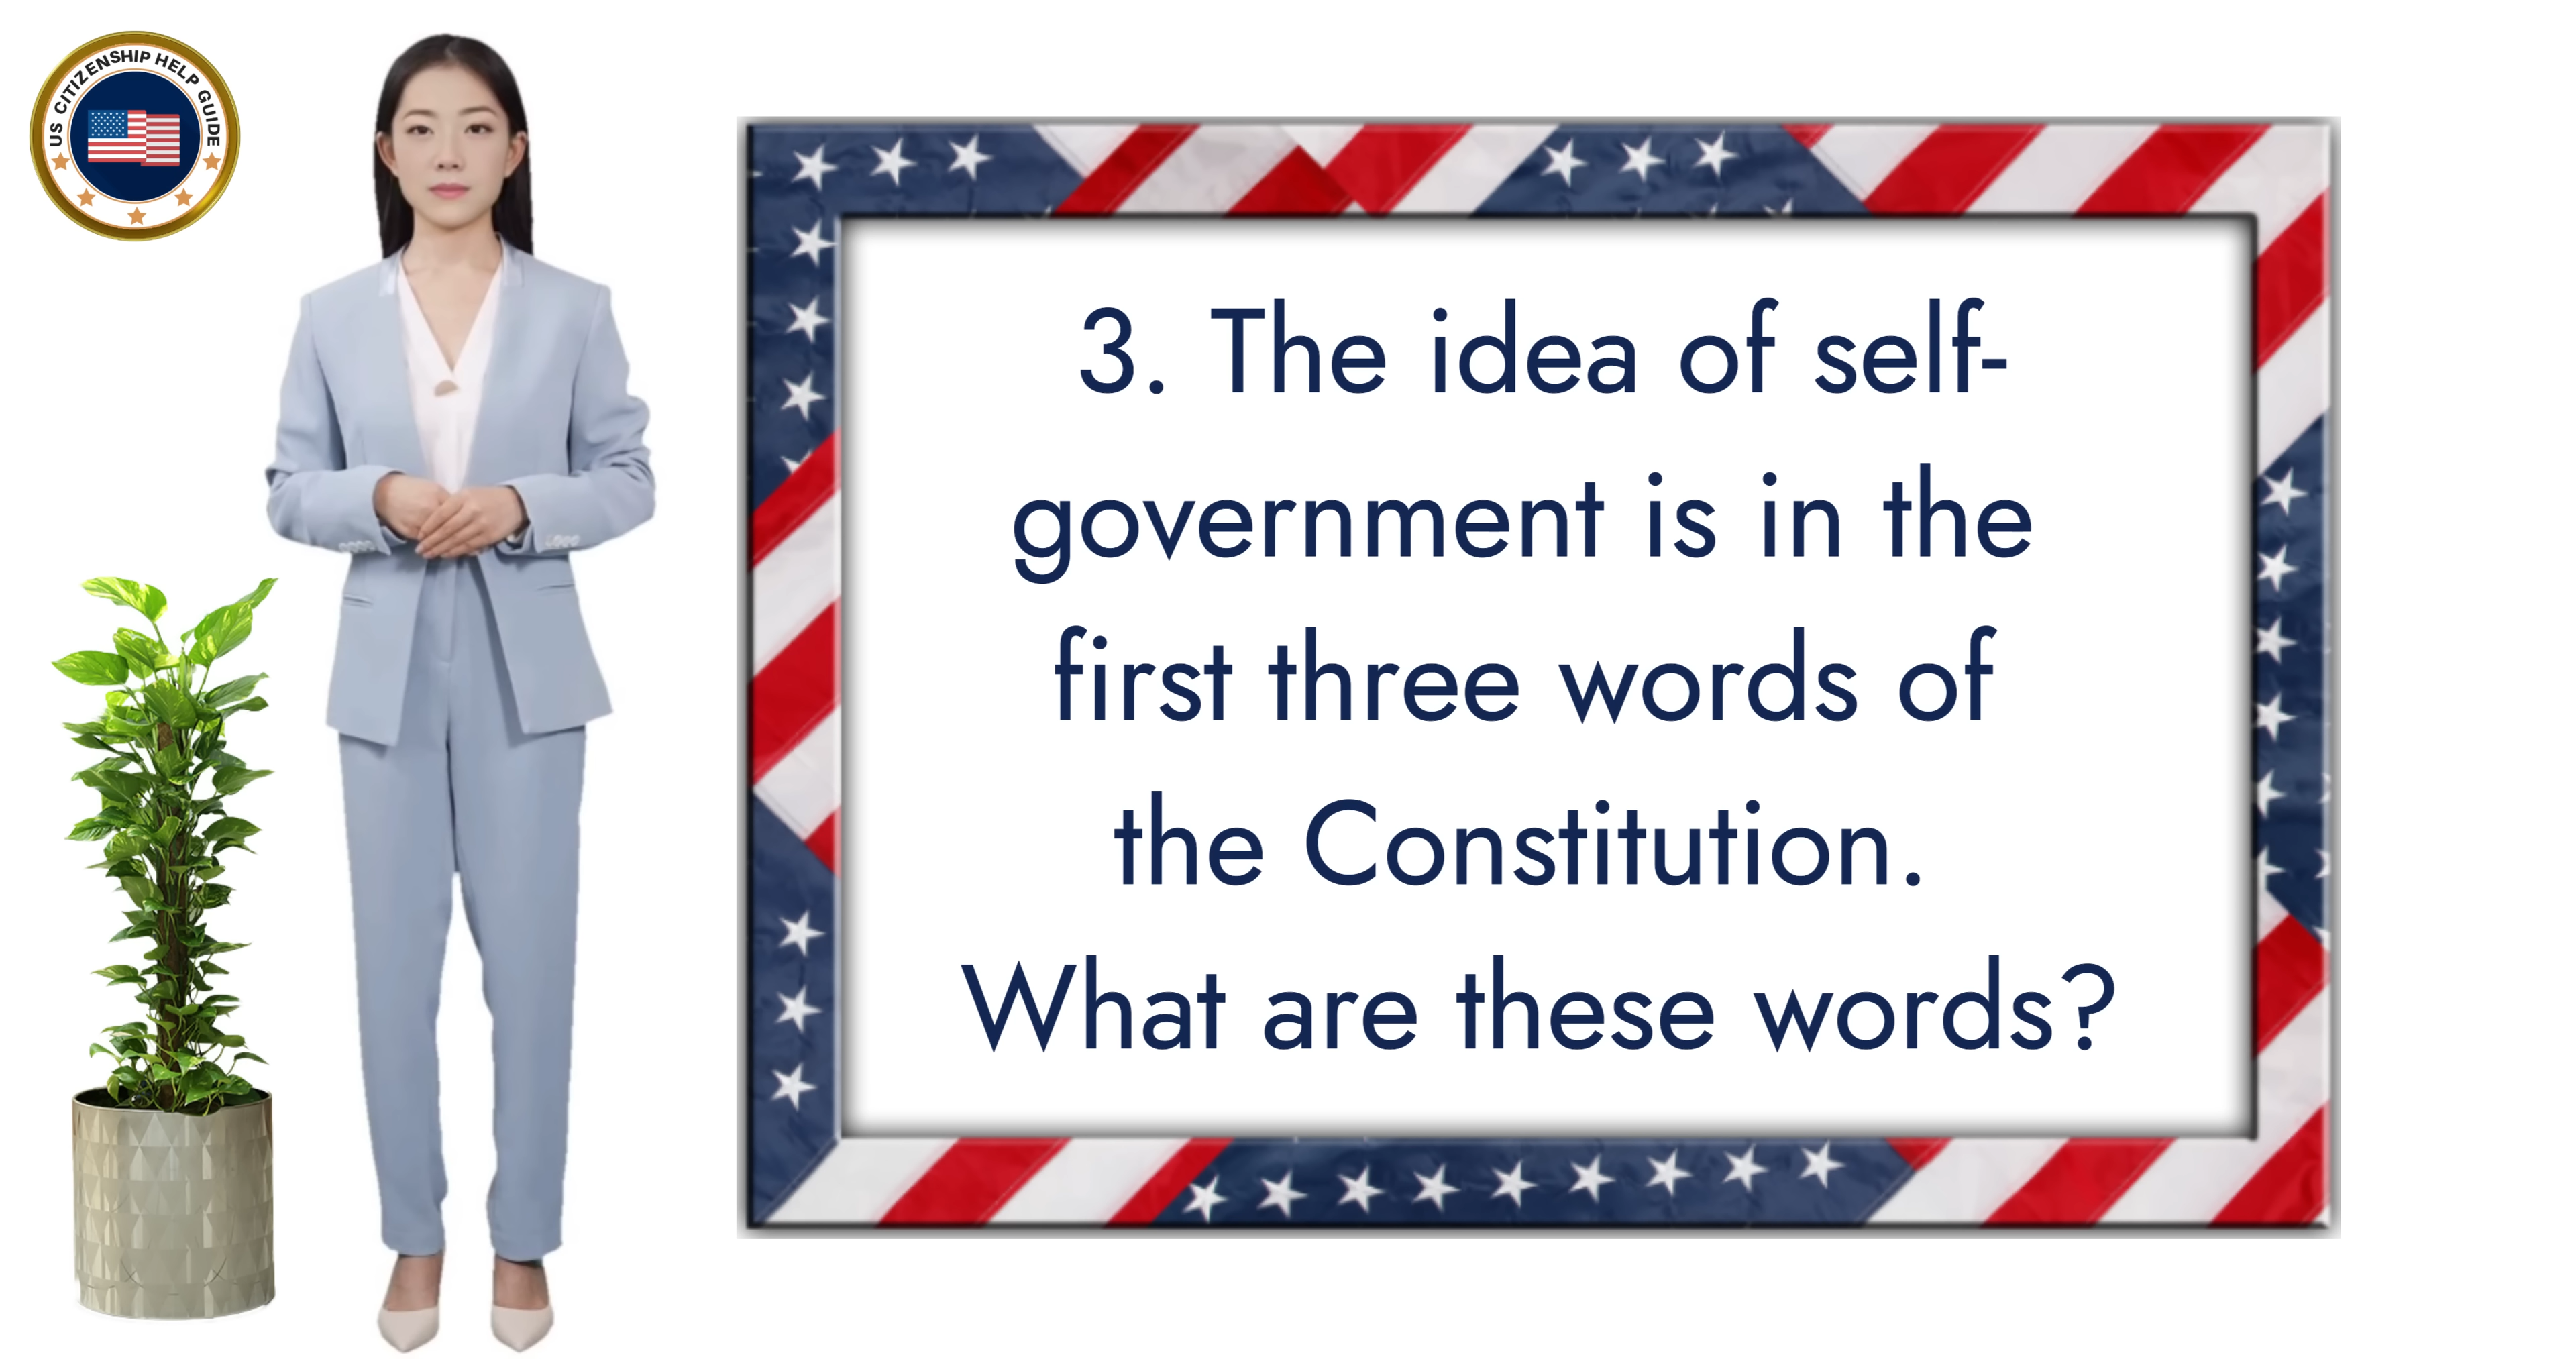 US CITIZENSHIP HELP GUIDE
3. The idea of self-
government is in the
first three words of
the Constitution.
What are these words?